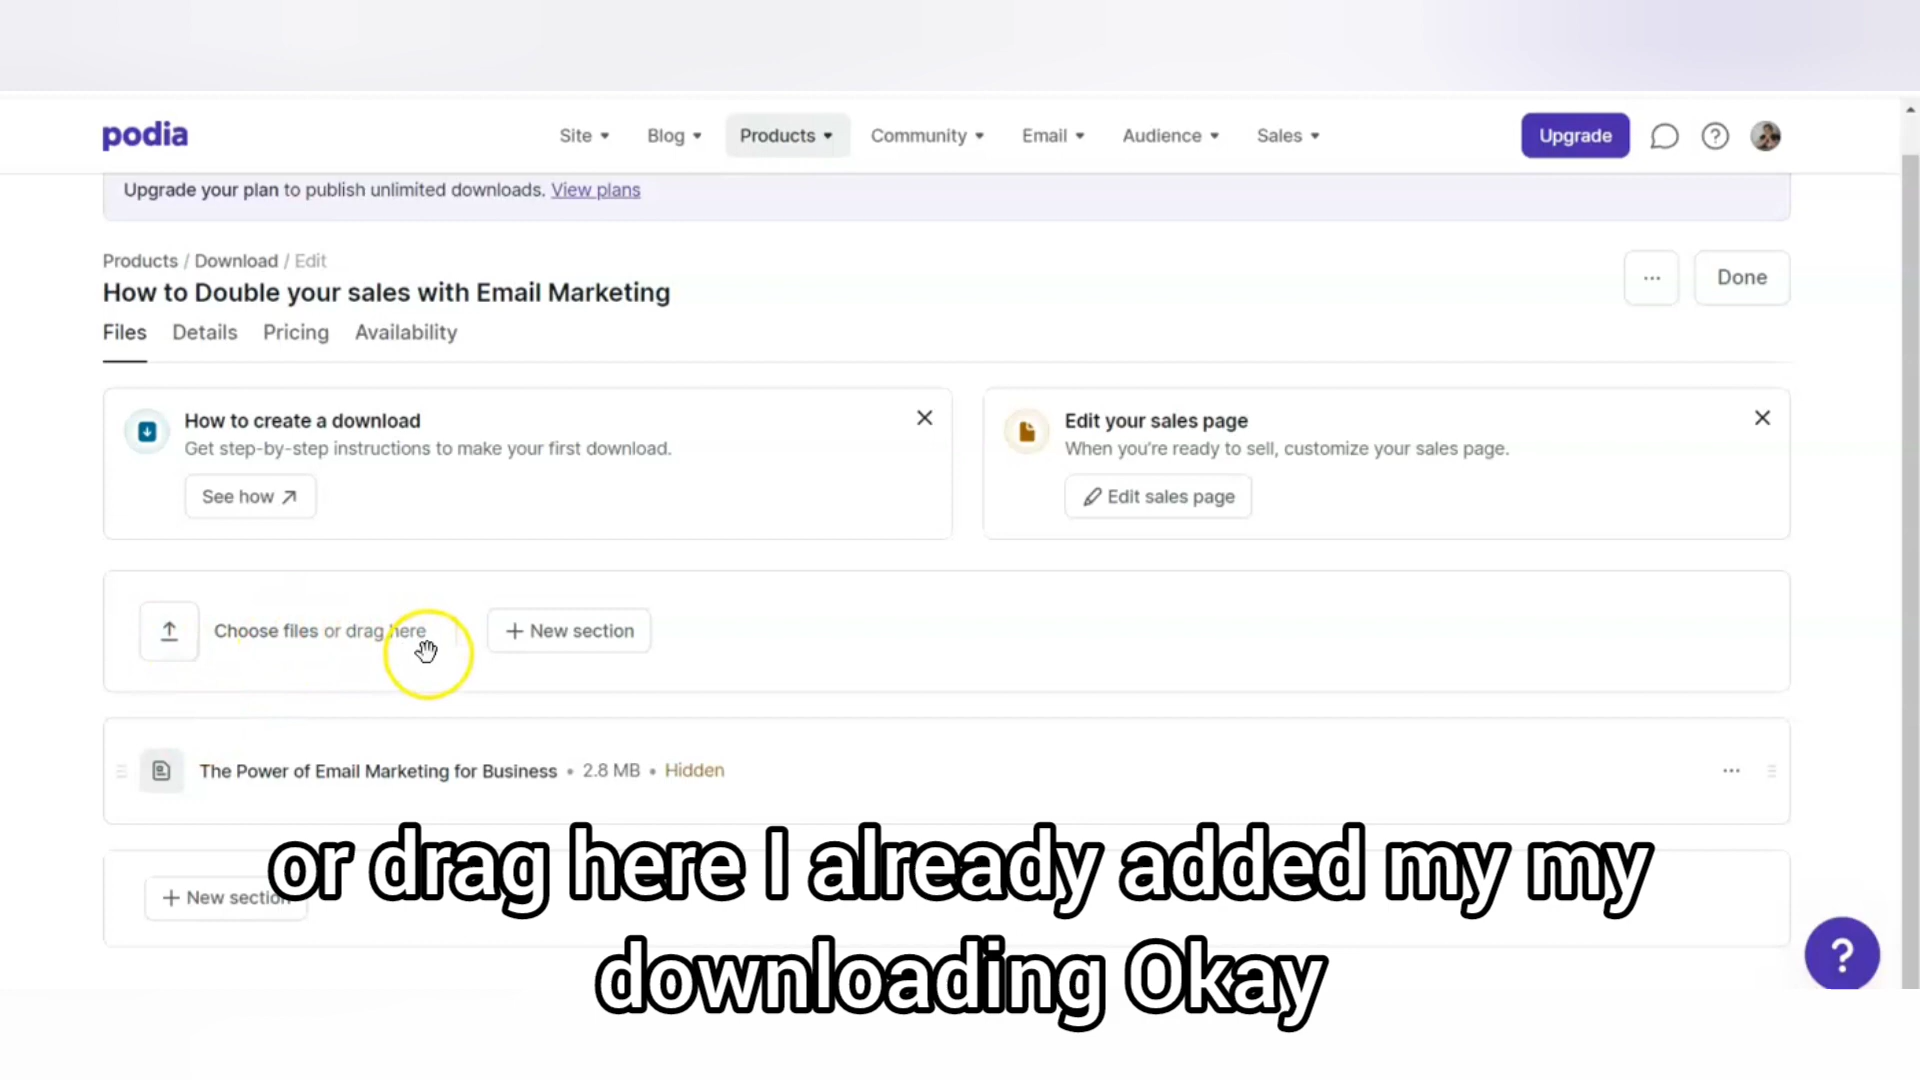 podia
Site
Blog
Products
Community
Email
Audience
Sales
Upgrade
Upgrade your plan to publish unlimited downloads. View plans
Products / Download / Edit
How to Double your sales with Email Marketing
... Done
Files Details Pricing Availability
How to create a download
Get step-by-step instructions to make your first download.
See how
Edit your sales page
When you're ready to sell, customize your sales page.
Edit sales page
Choose files or drag here
+ New section
The Power of Email Marketing for Business • 2.8 MB • Hidden
...
+ New section
or drag here I already added my my
downloading Okay
?